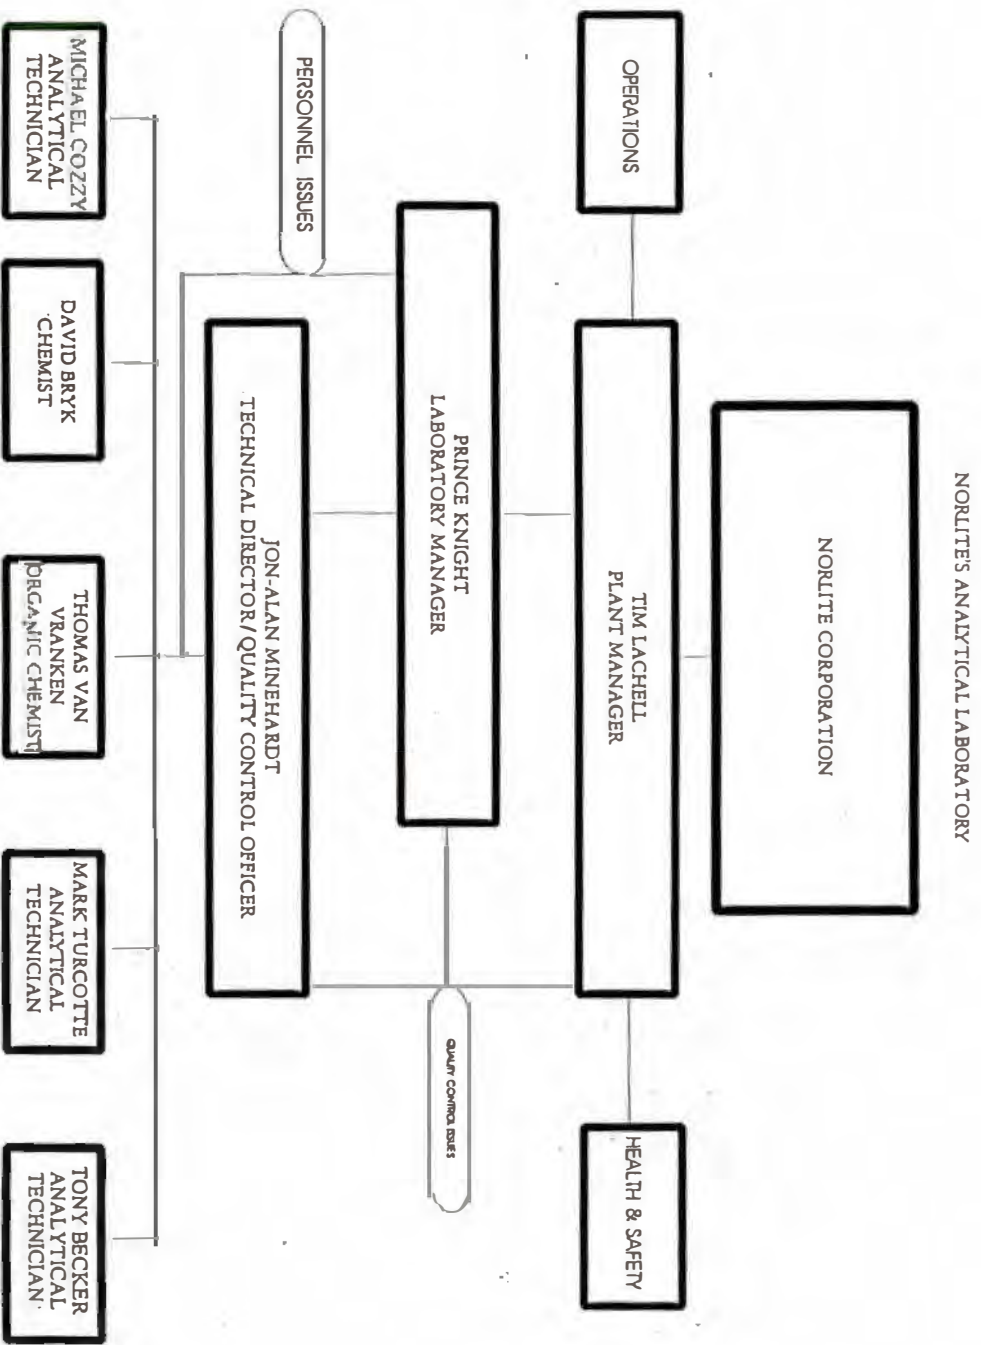 NORLITE'S ANALYTICAL LABORATORY
NORLITE CORPORATION
OPERATIONS
TIM LACHELL
PLANT MANAGER
HEALTH & SAFETY
PRINCE KNIGHT
LABORATORY MANAGER
QUALITY CONTROL ISSUES
PERSONNEL ISSUES
JON-ALAN MINEHARDT
TECHNICAL DIRECTOR/QUALITY CONTROL OFFICER
MICHAEL COZZY
ANALYTICAL
TECHNICIAN
DAVID BRYK
CHEMIST
THOMAS VAN
VRANKEN
ORGANIC CHEMIST
MARK TURCOTTE
ANALYTICAL
TECHNICIAN
TONY BECKER
ANALYTICAL
TECHNICIAN